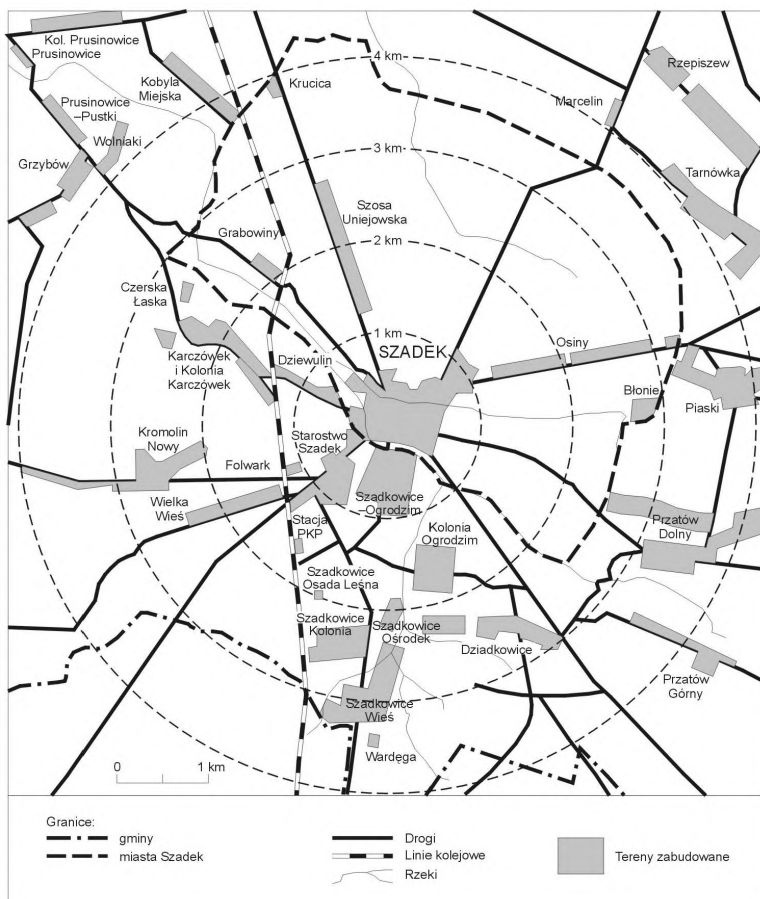 Kol. Prusinowice
Prusinowice
Kobyla
Miejska
Krucica
4 km
Rzepiszew
Marcelin
Prusinowice
–Pustki
Wolniaki
Grzybów
3 km
Tarnówka
Szosa
Uniejowska
Grabowiny
2 km
Czerska
Łaska
1 km
SZADEK
Osiny
Karczówek
i Kolonia
Karczówek
Dziewulin
Błonie
Piaski
Kromolin
Nowy
Starostwo
Szadek
Folwark
Wielka
Wieś
Szadkowice
Ogrodzim
Stacja
PKP
Kolonia
Ogrodzim
Przatów
Dolny
Szadkowice
Osada Leśna
Szadkowice
Kolonia
Szadkowice
Ośrodek
Dziadkowice
Przatów
Górny
Szadkowice
Wieś
Wardęga
0 1 km
Granice:
gminy
miasta Szadek
Drogi
Linie kolejowe
Rzeki
Tereny zabudowane